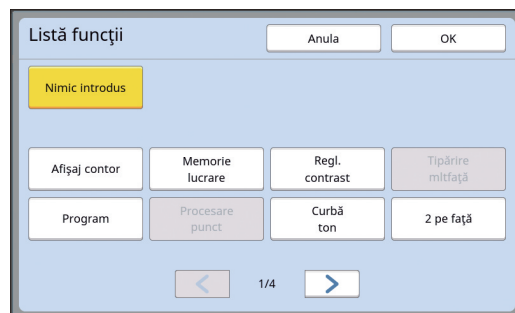 Listă funcţii
Anula
OK
Nimic introdus
Afişaj contor
Memorie
lucrare
Regl.
contrast
Tipărire
mltfaţă
Program
Procesare
punct
Curbă
ton
2 pe faţă
1/4